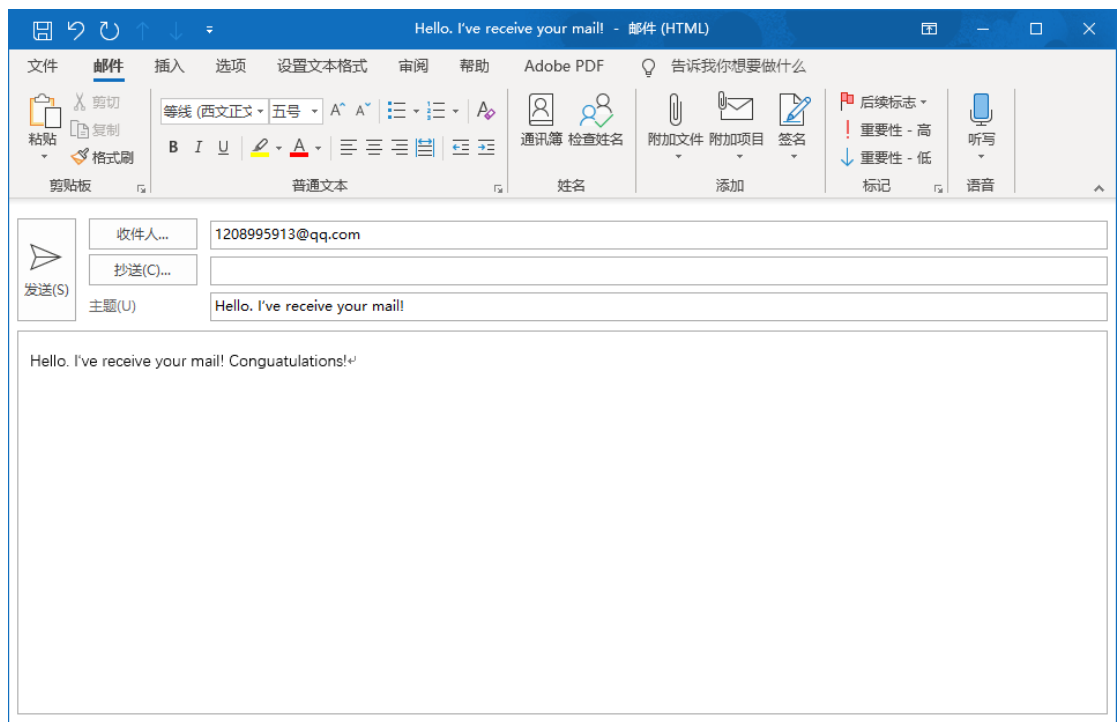 Hello. I've receive your mail! - 邮件 (HTML)
文件 邮件 插入 选项 设置文本格式 审阅 帮助 Adobe PDF 告诉我你想要做什么
粘贴
剪切
复制
格式刷
剪贴板
等线 (西文正文 五号 A^ Aˇ
B I U A
普通文本
通讯簿 检查姓名
姓名
附加文件 附加项目 签名
添加
后续标志
重要性 - 高
重要性 - 低
标记
听写
语音
发送(S)
收件人... 1208995913@qq.com
抄送(C)...
主题(U) Hello. I've receive your mail!
Hello. I've receive your mail! Conguatulations!↵